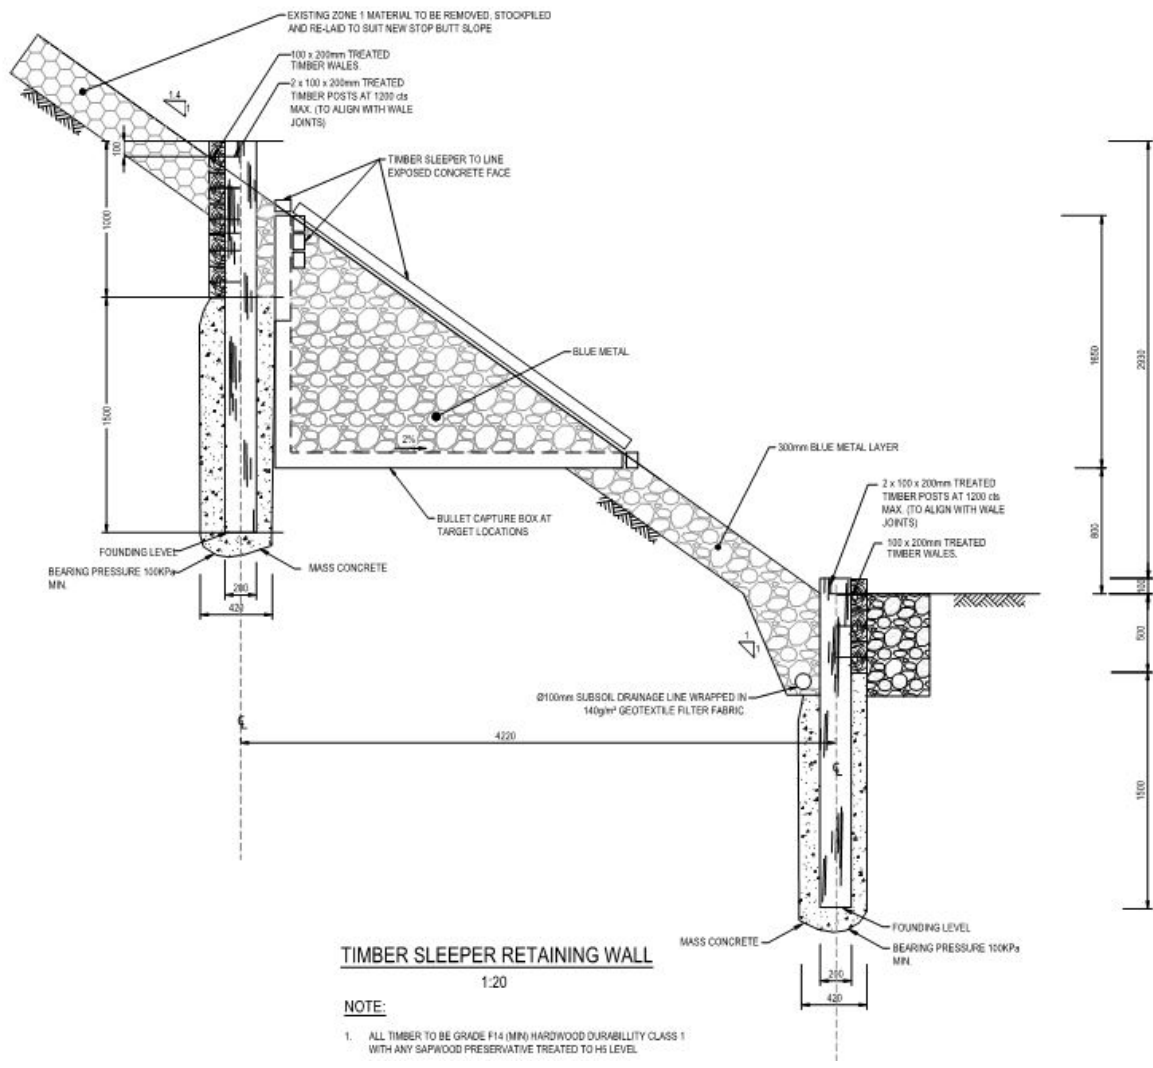 EXISTING ZONE 1 MATERIAL TO BE REMOVED, STOCKPILED
AND RE-LAID TO SUIT NEW STOP BUTT SLOPE
100 x 200mm TREATED
TIMBER WALES.
2 x 100 x 200mm TREATED
TIMBER POSTS AT 1200 cts
MAX. (TO ALIGN WITH WALE
JOINTS)
1.4
1
100
TIMBER SLEEPER TO LINE
EXPOSED CONCRETE FACE
1000
1650
2930
BLUE METAL
1500
2%
300mm BLUE METAL LAYER
2 x 100 x 200mm TREATED
TIMBER POSTS AT 1200 cts
MAX. (TO ALIGN WITH WALE
JOINTS)
100 x 200mm TREATED
TIMBER WALES.
BULLET CAPTURE BOX AT
TARGET LOCATIONS
FOUNDING LEVEL
BEARING PRESSURE 100KPa
MIN.
MASS CONCRETE
200
420
100
500
1
1
Ø100mm SUBSOIL DRAINAGE LINE WRAPPED IN
140g/m² GEOTEXTILE FILTER FABRIC
4220
1500
MASS CONCRETE
FOUNDING LEVEL
BEARING PRESSURE 100KPa
MIN.
200
420
TIMBER SLEEPER RETAINING WALL
1:20
NOTE:
1. ALL TIMBER TO BE GRADE F14 (MIN) HARDWOOD DURABILLITY CLASS 1
WITH ANY SAPWOOD PRESERVATIVE TREATED TO H5 LEVEL